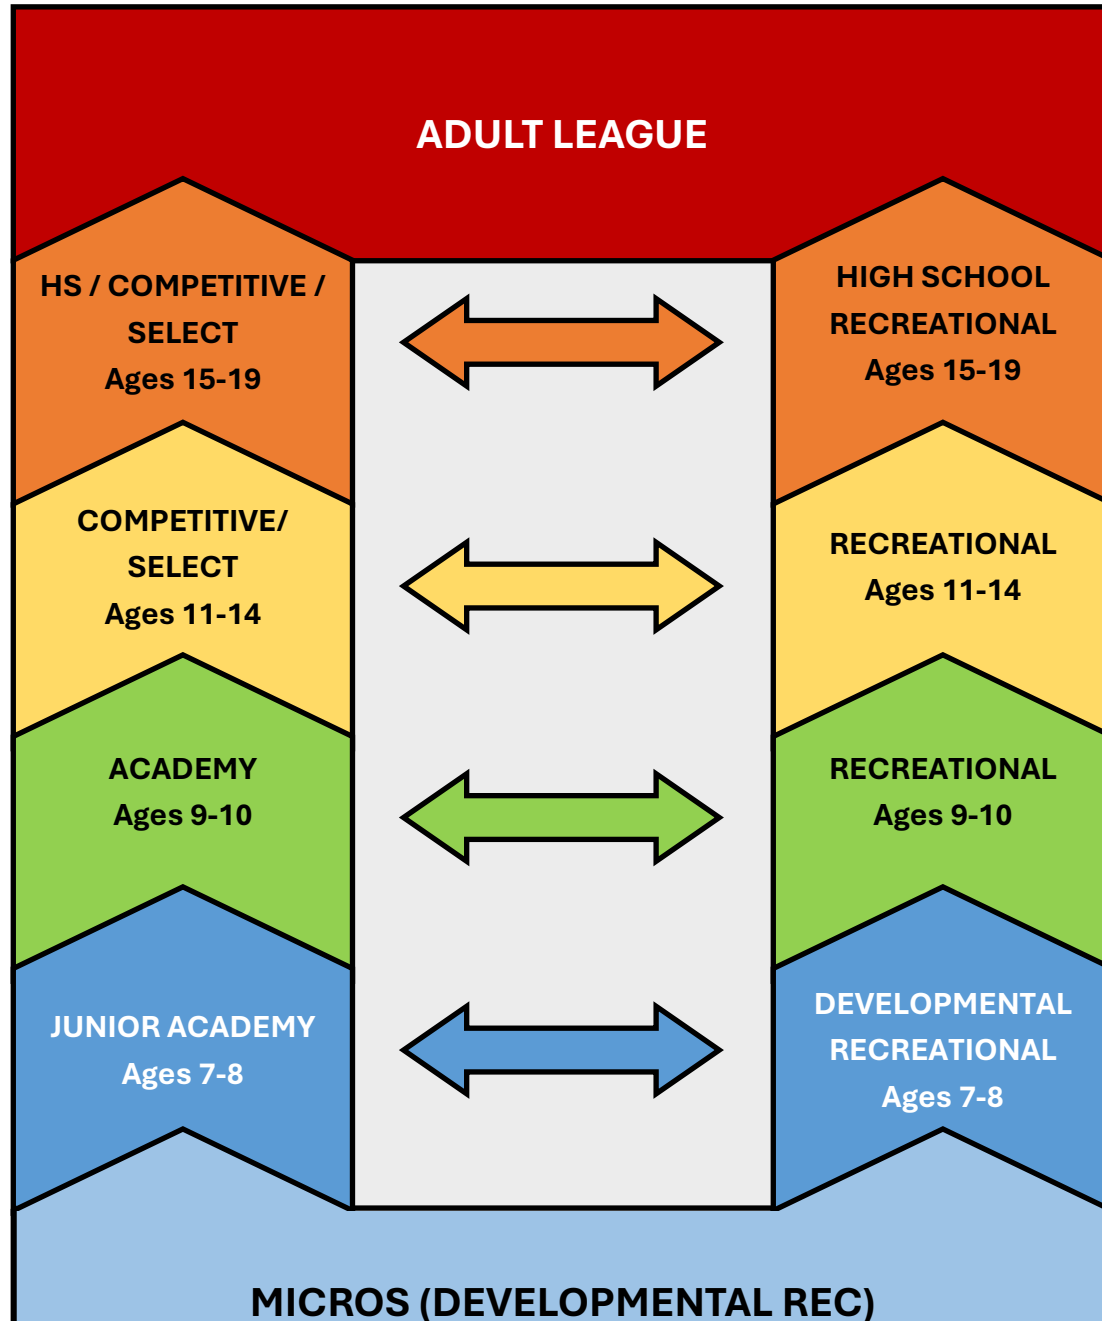 ADULT LEAGUE
HS / COMPETITIVE /
SELECT
Ages 15-19
HIGH SCHOOL
RECREATIONAL
Ages 15-19
COMPETITIVE/
SELECT
Ages 11-14
RECREATIONAL
Ages 11-14
ACADEMY
Ages 9-10
RECREATIONAL
Ages 9-10
JUNIOR ACADEMY
Ages 7-8
DEVELOPMENTAL
RECREATIONAL
Ages 7-8
MICROS (DEVELOPMENTAL REC)